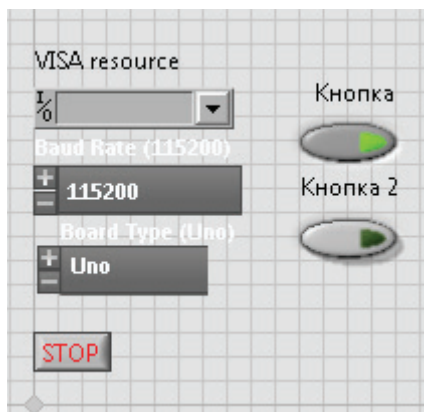 VISA resource
I/O
Baud Rate (115200)
115200
Board Type (Uno)
Uno
STOP
Кнопка
Кнопка 2